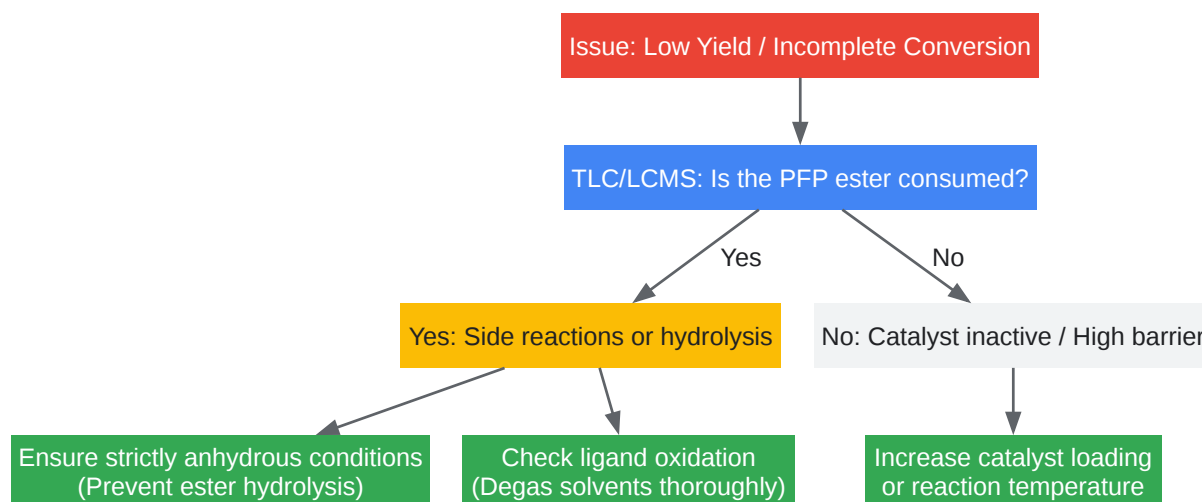 Issue: Low Yield / Incomplete Conversion
TLC/LCMS: Is the PFP ester consumed?
Yes
No
Yes: Side reactions or hydrolysis
No: Catalyst inactive / High barrier
Ensure strictly anhydrous conditions
(Prevent ester hydrolysis)
Check ligand oxidation
(Degas solvents thoroughly)
Increase catalyst loading
or reaction temperature